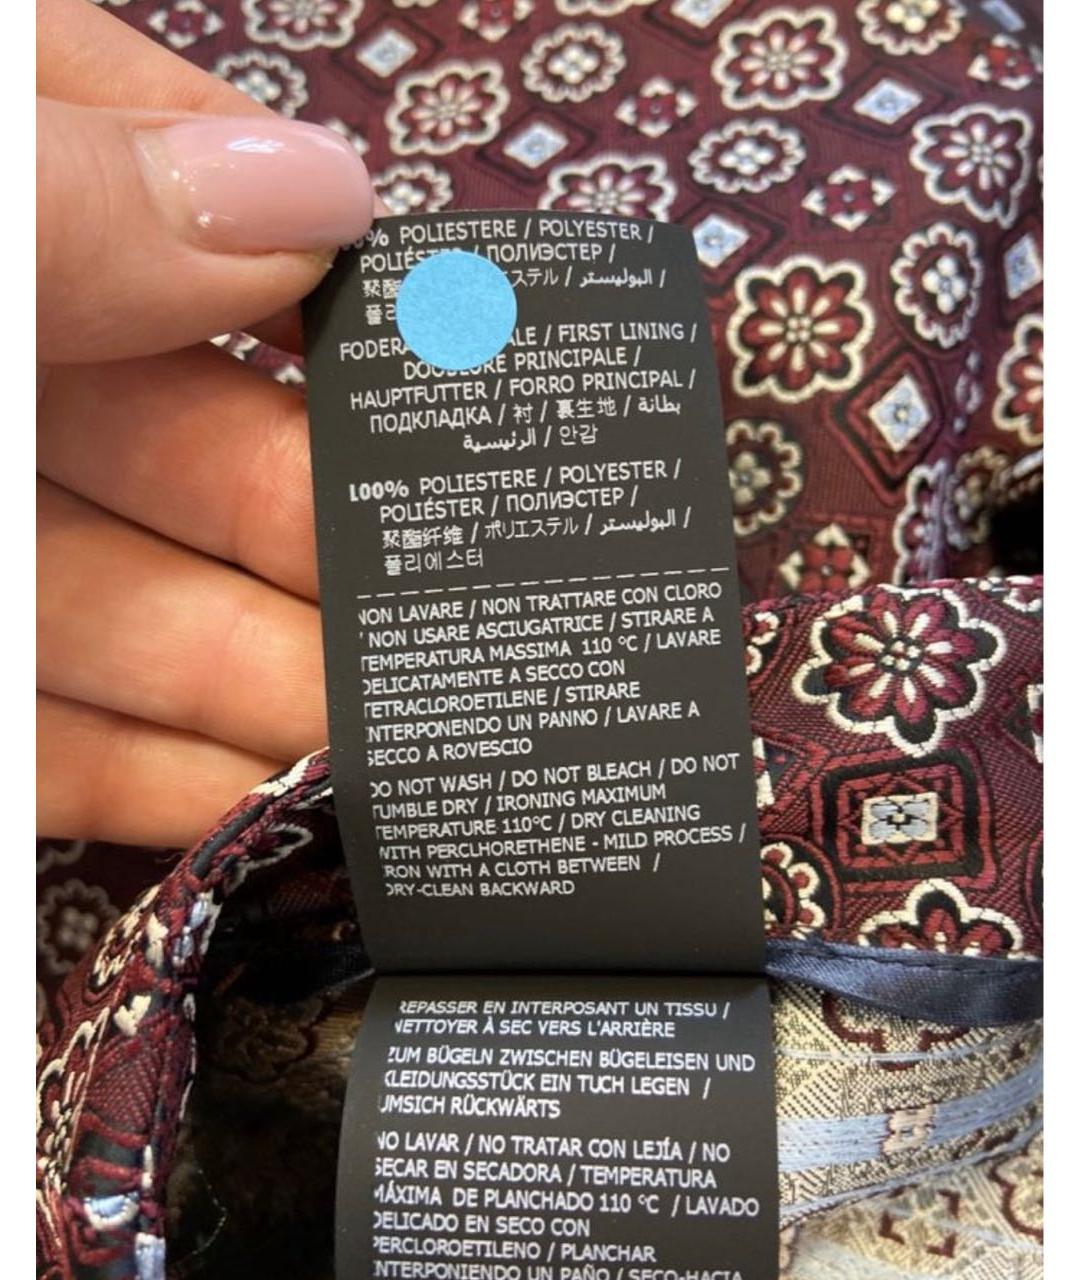 % POLIESTERE / POLYESTER /
/ ПОЛИЭСТЕР /
ステル / البوليستر /
FIRST LINING /
PRINCIPALE /
HAUPTFUTTER / FORRO PRINCIPAL /
ПОДКЛАДКА / 衬 / 裏生地 / بطانة
الرئيسية / 안감
100% POLIESTERE / POLYESTER /
POLIÉSTER / ПОЛИЭСТЕР /
聚酯纤维 / ポリエステル / البوليستر /
폴리에스터
NON LAVARE / NON TRATTARE CON CLORO
/ NON USARE ASCIUGATRICE / STIRARE A
TEMPERATURA MASSIMA 110 °C / LAVARE
DELICATAMENTE A SECCO CON
TETRACLOROETILENE / STIRARE
INTERPONENDO UN PANNO / LAVARE A
SECCO A ROVESCIO
DO NOT WASH / DO NOT BLEACH / DO NOT
TUMBLE DRY / IRONING MAXIMUM
TEMPERATURE 110°C / DRY CLEANING
WITH PERCLHORETHENE - MILD PROCESS /
IRON WITH A CLOTH BETWEEN /
DRY-CLEAN BACKWARD
REPASSER EN INTERPOSANT UN TISSU /
NETTOYER À SEC VERS L'ARRIÈRE
ZUM BÜGELN ZWISCHEN BÜGELEISEN UND
KLEIDUNGSSTÜCK EIN TUCH LEGEN /
UMSICH RÜCKWÄRTS
NO LAVAR / NO TRATAR CON LEJÍA / NO
SECAR EN SECADORA / TEMPERATURA
MÁXIMA DE PLANCHADO 110 °C / LAVADO
DELICADO EN SECO CON
PERCLOROETILENO / PLANCHAR
INTERPONIENDO UN PAÑO / SECO-HACIA